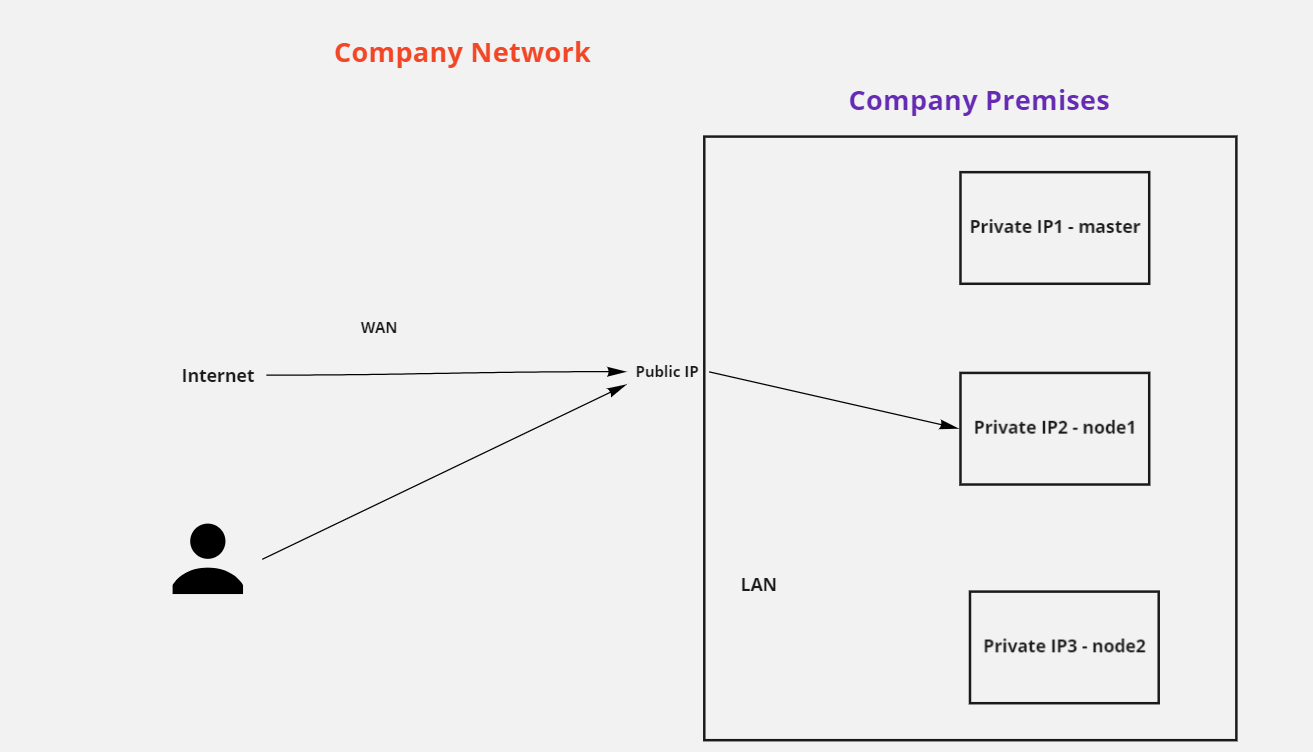 Company Network
Company Premises
Private IP1 - master
WAN
Internet
Public IP
Private IP2 - node1
LAN
Private IP3 - node2